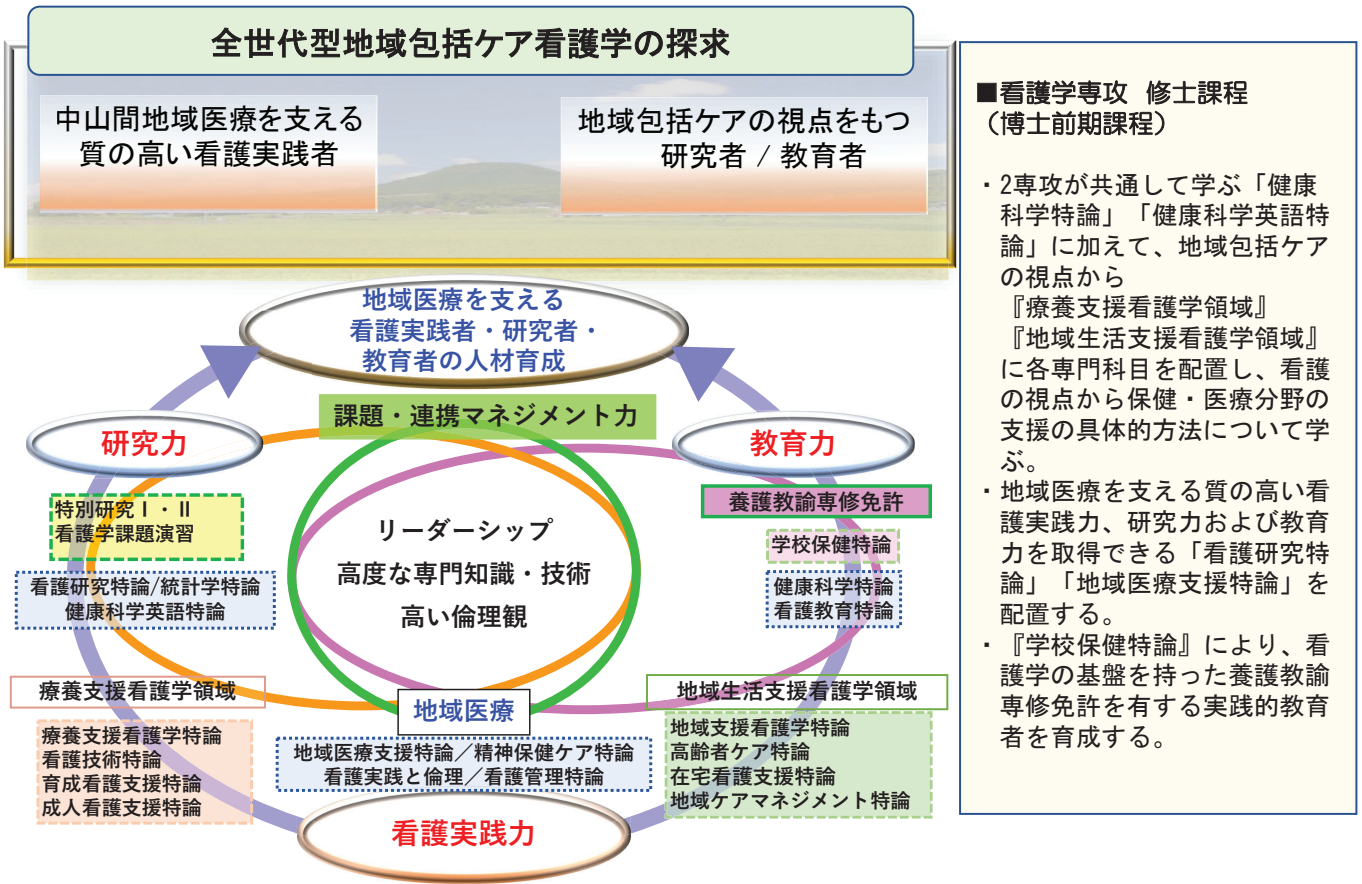 全世代型地域包括ケア看護学の探求
中山間地域医療を支える
質の高い看護実践者
地域包括ケアの視点をもつ
研究者 / 教育者
地域医療を支える
看護実践者・研究者・
教育者の人材育成
課題・連携マネジメント力
研究力
教育力
特別研究Ⅰ・Ⅱ
看護学課題演習
養護教諭専修免許
リーダーシップ
高度な専門知識・技術
高い倫理観
学校保健特論
看護研究特論/統計学特論
健康科学英語特論
健康科学特論
看護教育特論
療養支援看護学領域
療養支援看護学特論
看護技術特論
育成看護支援特論
成人看護支援特論
地域医療
地域医療支援特論／精神保健ケア特論
看護実践と倫理／看護管理特論
地域生活支援看護学領域
地域支援看護学特論
高齢者ケア特論
在宅看護支援特論
地域ケアマネジメント特論
看護実践力
■看護学専攻 修士課程
（博士前期課程）
・2専攻が共通して学ぶ「健康
科学特論」「健康科学英語特
論」に加えて、地域包括ケア
の視点から
『療養支援看護学領域』
『地域生活支援看護学領域』
に各専門科目を配置し、看護
の視点から保健・医療分野の
支援の具体的方法について学
ぶ。
・地域医療を支える質の高い看
護実践力、研究力および教育
力を取得できる「看護研究特
論」「地域医療支援特論」を
配置する。
・『学校保健特論』により、看
護学の基盤を持った養護教諭
専修免許を有する実践的教育
者を育成する。